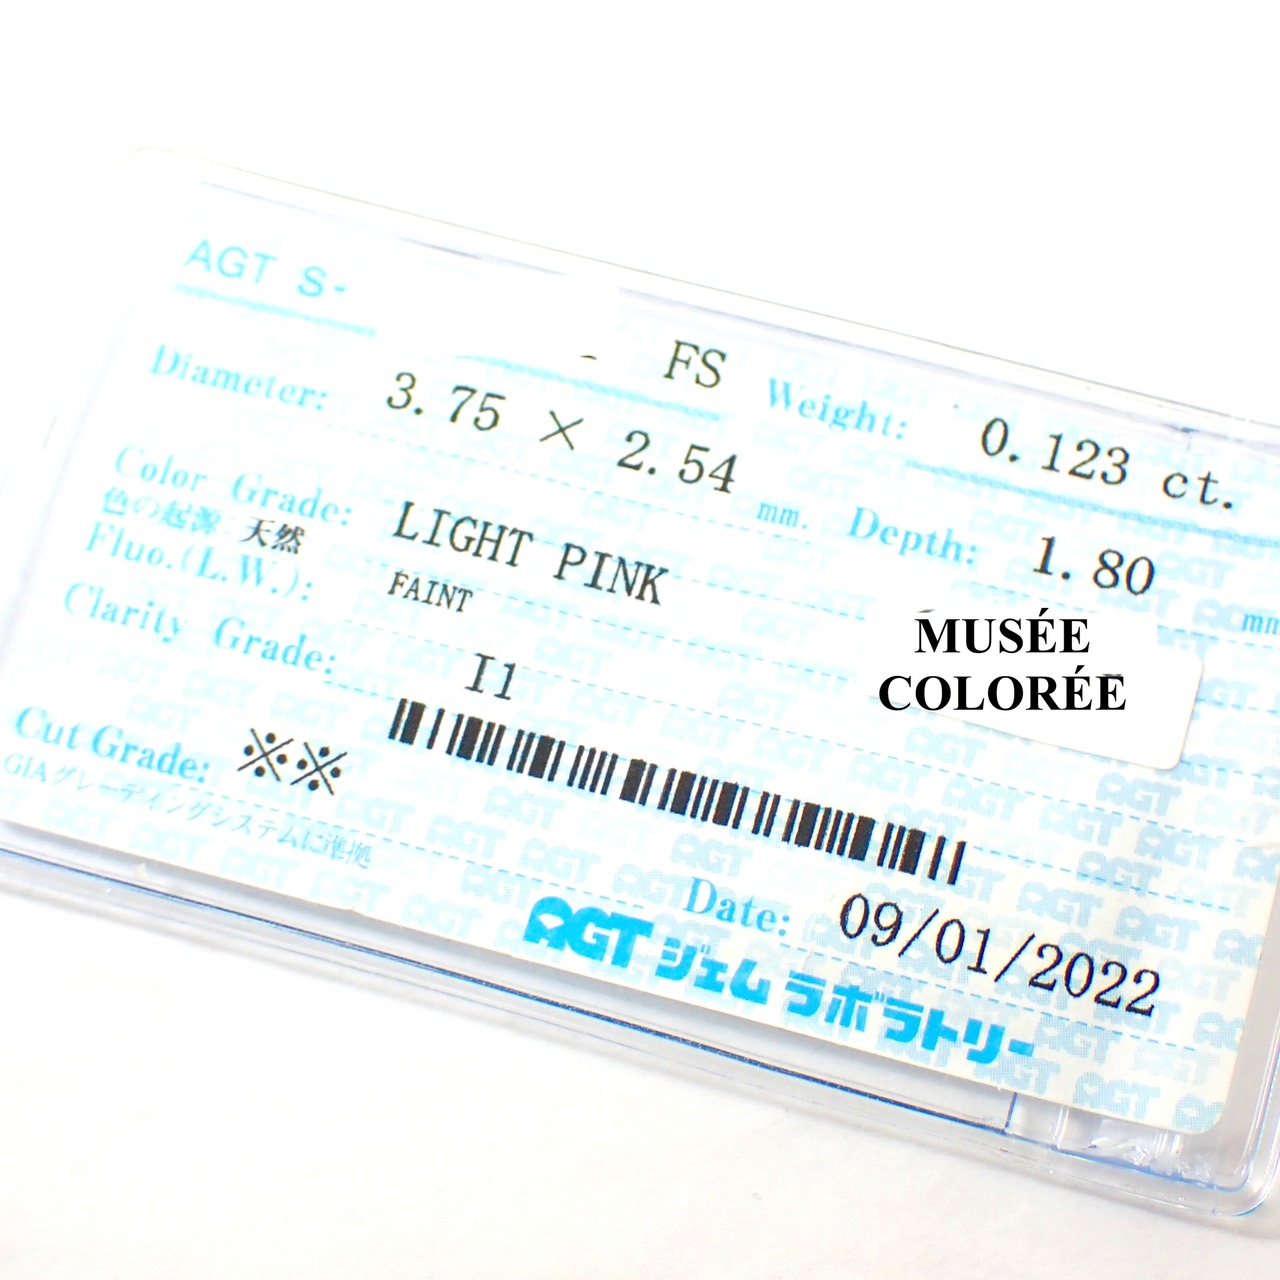 AGT S-
FS
Weight: 0.123 ct.
Diameter: 3.75 × 2.54 mm.
Depth: 1.80 mm
Color Grade: LIGHT PINK
色の起源 天然
Fluo.(L.W.): FAINT
Clarity Grade: I1
MUSÉE
COLORÉE
Cut Grade: ※※
GIAグレーディングシステムに準拠
Date: 09/01/2022
AGTジェムラボラトリー